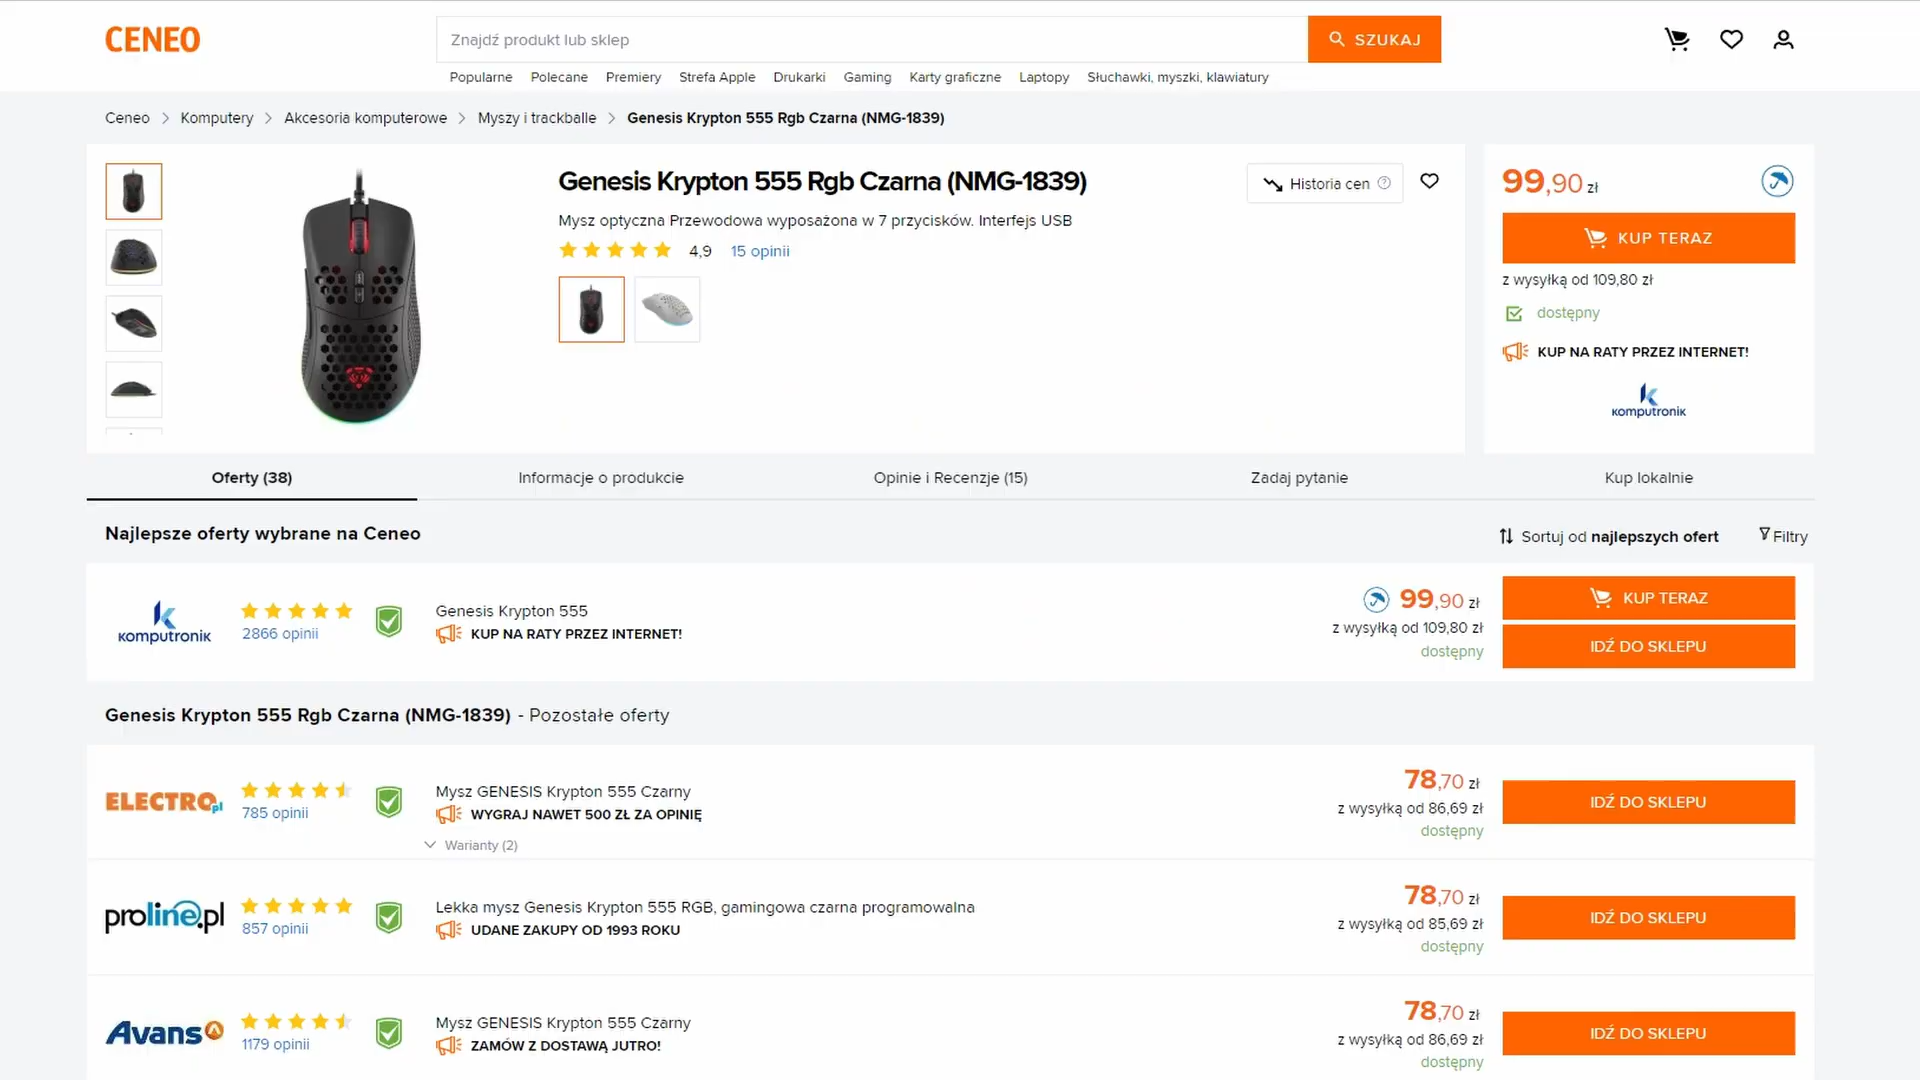 CENEO
Znajdź produkt lub sklep
SZUKAJ
Popularne Polecane Premiery Strefa Apple Drukarki Gaming Karty graficzne Laptopy Słuchawki, myszki, klawiatury
Ceneo > Komputery > Akcesoria komputerowe > Myszy i trackballe > Genesis Krypton 555 Rgb Czarna (NMG-1839)
Genesis Krypton 555 Rgb Czarna (NMG-1839)
Historia cen
Mysz optyczna Przewodowa wyposażona w 7 przycisków. Interfejs USB
4,9 15 opinii
99,90 zł
KUP TERAZ
z wysyłką od 109,80 zł
dostępny
KUP NA RATY PRZEZ INTERNET!
komputronik
Oferty (38) Informacje o produkcie Opinie i Recenzje (15) Zadaj pytanie Kup lokalnie
Najlepsze oferty wybrane na Ceneo
Sortuj od najlepszych ofert Filtry
komputronik
2866 opinii
Genesis Krypton 555
KUP NA RATY PRZEZ INTERNET!
99,90 zł
z wysyłką od 109,80 zł
dostępny
KUP TERAZ
IDŹ DO SKLEPU
Genesis Krypton 555 Rgb Czarna (NMG-1839) - Pozostałe oferty
ELECTRO.pl
785 opinii
Mysz GENESIS Krypton 555 Czarny
WYGRAJ NAWET 500 ZŁ ZA OPINIĘ
Warianty (2)
78,70 zł
z wysyłką od 86,69 zł
dostępny
IDŹ DO SKLEPU
proline.pl
857 opinii
Lekka mysz Genesis Krypton 555 RGB, gamingowa czarna programowalna
UDANE ZAKUPY OD 1993 ROKU
78,70 zł
z wysyłką od 85,69 zł
dostępny
IDŹ DO SKLEPU
Avans
1179 opinii
Mysz GENESIS Krypton 555 Czarny
ZAMÓW Z DOSTAWĄ JUTRO!
78,70 zł
z wysyłką od 86,69 zł
dostępny
IDŹ DO SKLEPU